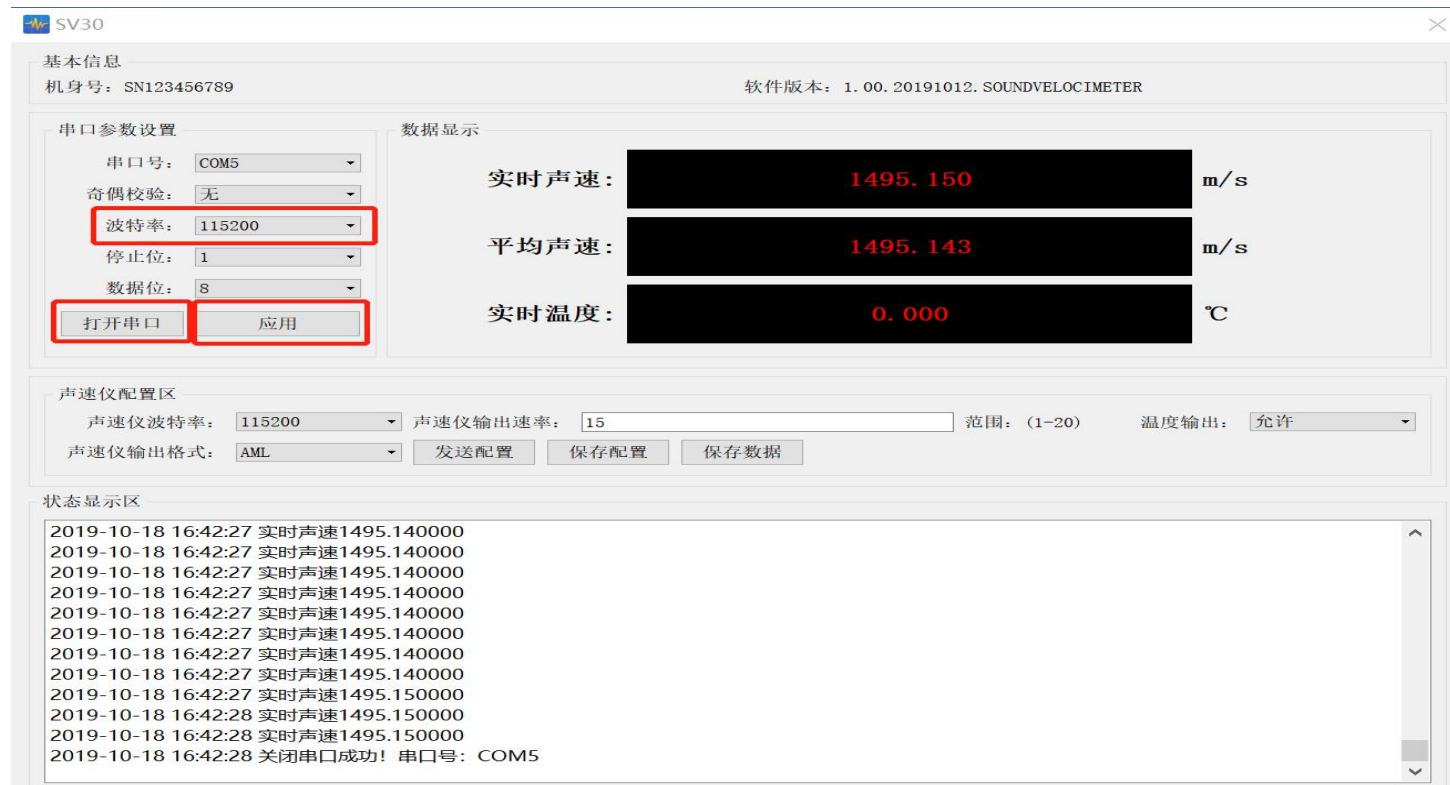 SV30
基本信息
机身号: SN123456789
软件版本: 1.00.20191012.SOUNDVELOCIMETER
串口参数设置
串口号: COM5
奇偶校验: 无
波特率: 115200
停止位: 1
数据位: 8
打开串口 应用
数据显示
实时声速: 1495.150 m/s
平均声速: 1495.143 m/s
实时温度: 0.000 ℃
声速仪配置区
声速仪波特率: 115200 声速仪输出速率: 15 范围: (1-20) 温度输出: 允许
声速仪输出格式: AML 发送配置 保存配置 保存数据
状态显示区
2019-10-18 16:42:27 实时声速1495.140000
2019-10-18 16:42:27 实时声速1495.140000
2019-10-18 16:42:27 实时声速1495.140000
2019-10-18 16:42:27 实时声速1495.140000
2019-10-18 16:42:27 实时声速1495.140000
2019-10-18 16:42:27 实时声速1495.140000
2019-10-18 16:42:27 实时声速1495.140000
2019-10-18 16:42:27 实时声速1495.140000
2019-10-18 16:42:27 实时声速1495.150000
2019-10-18 16:42:28 实时声速1495.150000
2019-10-18 16:42:28 实时声速1495.150000
2019-10-18 16:42:28 关闭串口成功! 串口号: COM5